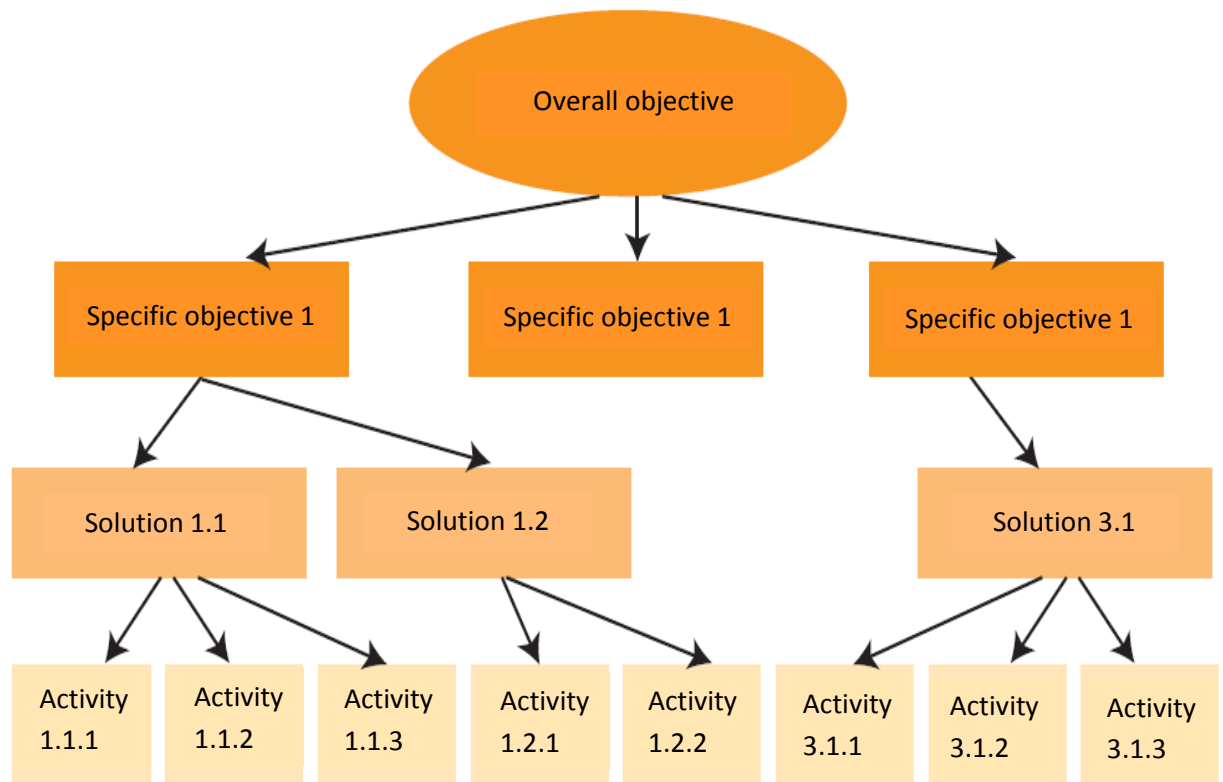 Overall objective
Specific objective 1
Specific objective 1
Specific objective 1
Solution 1.1
Solution 1.2
Solution 3.1
Activity
1.1.1
Activity
1.1.2
Activity
1.1.3
Activity
1.2.1
Activity
1.2.2
Activity
3.1.1
Activity
3.1.2
Activity
3.1.3